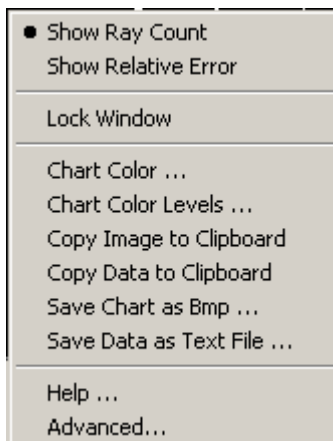 Show Ray Count
Show Relative Error
Lock Window
Chart Color ...
Chart Color Levels ...
Copy Image to Clipboard
Copy Data to Clipboard
Save Chart as Bmp ...
Save Data as Text File ...
Help ...
Advanced...